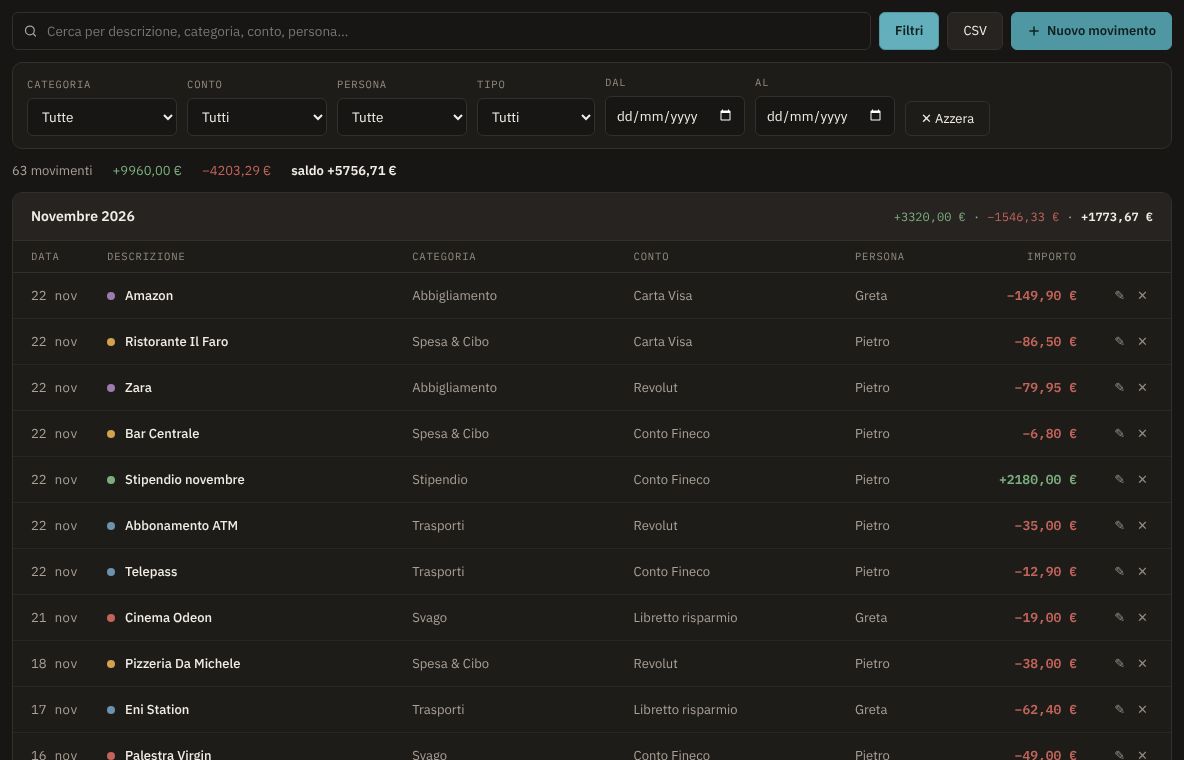 Cerca per descrizione, categoria, conto, persona...
Filtri
CSV
+ Nuovo movimento
CATEGORIA CONTO PERSONA TIPO DAL AL
Tutte Tutti Tutte Tutti dd/mm/yyyy dd/mm/yyyy ✕ Azzera
63 movimenti +9960,00 € −4203,29 € saldo +5756,71 €
Novembre 2026 +3320,00 € · −1546,33 € · +1773,67 €
DATA DESCRIZIONE CATEGORIA CONTO PERSONA IMPORTO
22 nov Amazon Abbigliamento Carta Visa Greta −149,90 € ✎ ✕
22 nov Ristorante Il Faro Spesa & Cibo Carta Visa Pietro −86,50 € ✎ ✕
22 nov Zara Abbigliamento Revolut Pietro −79,95 € ✎ ✕
22 nov Bar Centrale Spesa & Cibo Conto Fineco Pietro −6,80 € ✎ ✕
22 nov Stipendio novembre Stipendio Conto Fineco Pietro +2180,00 € ✎ ✕
22 nov Abbonamento ATM Trasporti Revolut Pietro −35,00 € ✎ ✕
22 nov Telepass Trasporti Conto Fineco Pietro −12,90 € ✎ ✕
21 nov Cinema Odeon Svago Libretto risparmio Greta −19,00 € ✎ ✕
18 nov Pizzeria Da Michele Spesa & Cibo Revolut Pietro −38,00 € ✎ ✕
17 nov Eni Station Trasporti Libretto risparmio Greta −62,40 € ✎ ✕
16 nov Palestra Virgin Svago Conto Fineco Pietro −49,00 € ✎ ✕